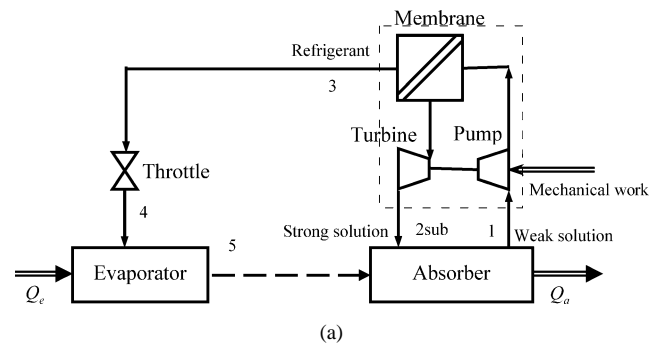 Membrane
Refrigerant
3
Turbine
Pump
Throttle
Mechanical work
4
Strong solution
2sub
1
Weak solution
5
Evaporator
Absorber
Qe
Qa
(a)